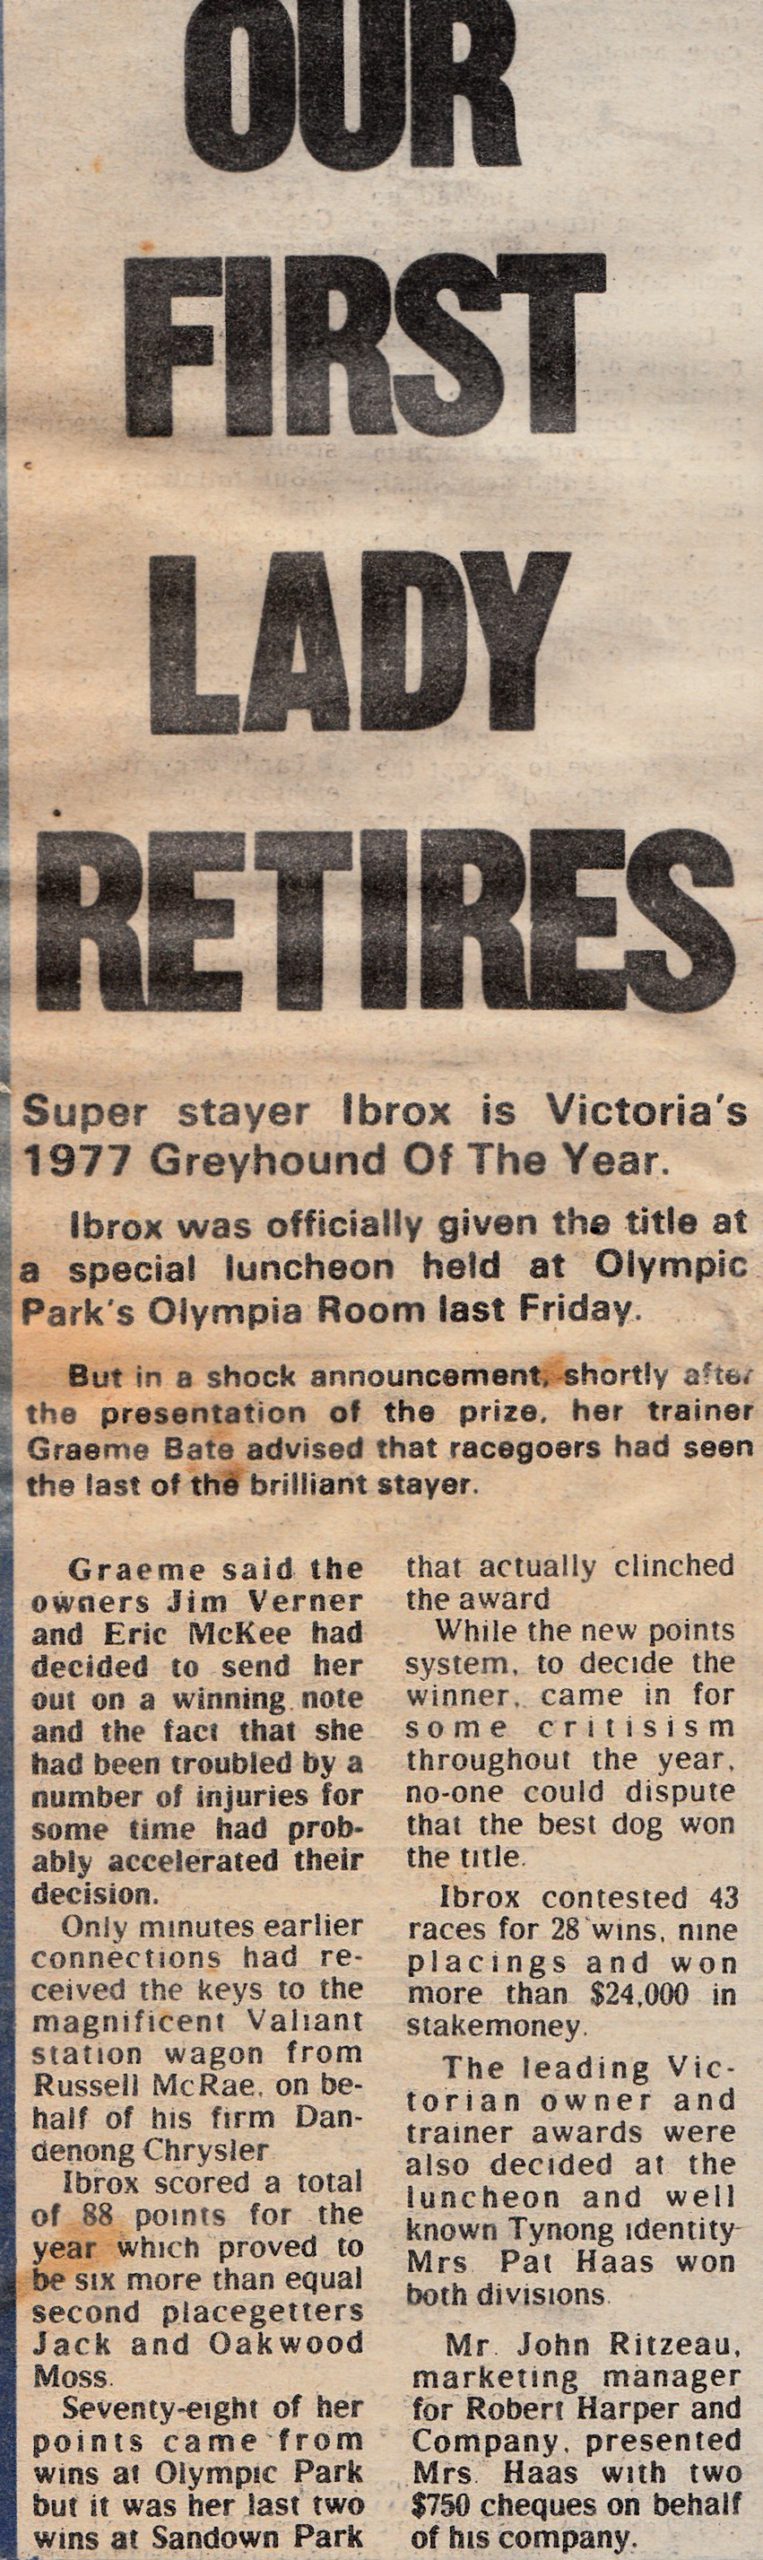 OUR
FIRST
LADY
RETIRES
Super stayer Ibrox is Victoria's
1977 Greyhound Of The Year.
Ibrox was officially given the title at
a special luncheon held at Olympic
Park's Olympia Room last Friday.
But in a shock announcement, shortly after
the presentation of the prize, her trainer
Graeme Bate advised that racegoers had seen
the last of the brilliant stayer.
Graeme said the
owners Jim Verner
and Eric McKee had
decided to send her
out on a winning note
and the fact that she
had been troubled by a
number of injuries for
some time had prob-
ably accelerated their
decision.
Only minutes earlier
connections had re-
ceived the keys to the
magnificent Valiant
station wagon from
Russell McRae, on be-
half of his firm Dan-
denong Chrysler
Ibrox scored a total
of 88 points for the
year which proved to
be six more than equal
second placegetters
Jack and Oakwood
Moss.
Seventy-eight of her
points came from
wins at Olympic Park
but it was her last two
wins at Sandown Park
that actually clinched
the award
While the new points
system, to decide the
winner, came in for
some critisism
throughout the year,
no-one could dispute
that the best dog won
the title.
Ibrox contested 43
races for 28 wins, nine
placings and won
more than $24,000 in
stakemoney.
The leading Vic-
torian owner and
trainer awards were
also decided at the
luncheon and well
known Tynong identity
Mrs Pat Haas won
both divisions.
Mr. John Ritzeau,
marketing manager
for Robert Harper and
Company, presented
Mrs. Haas with two
$750 cheques on behalf
of his company.